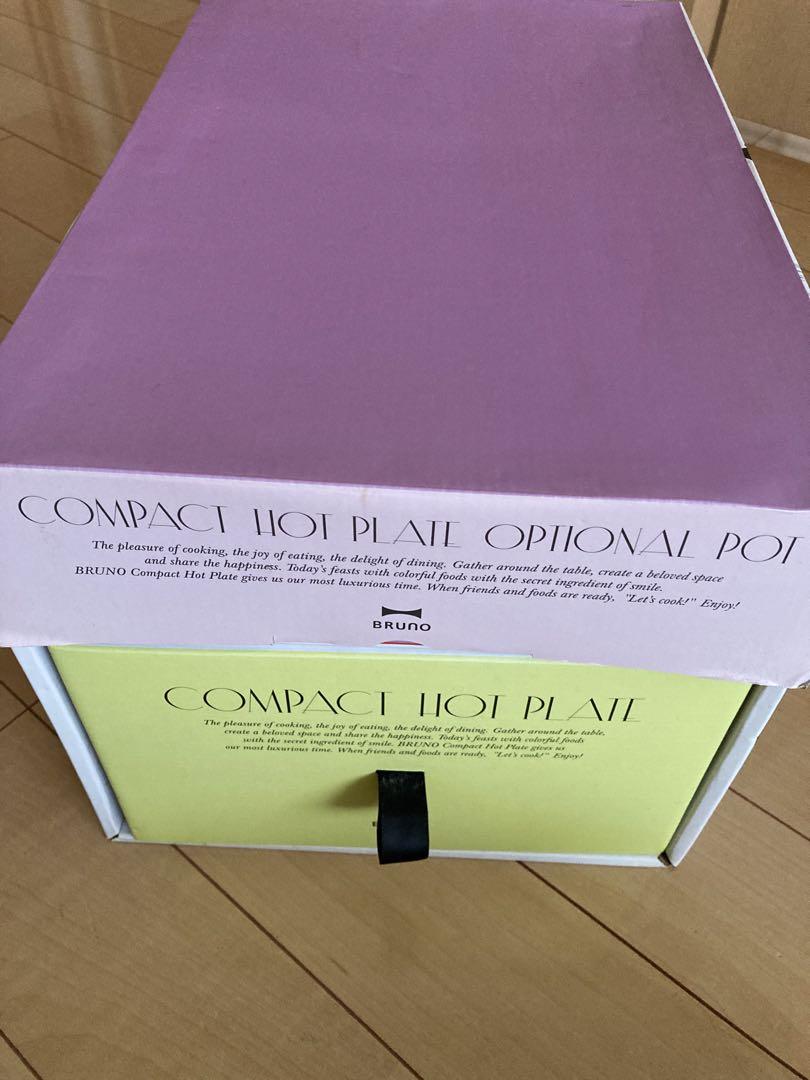 COMPACT HOT PLATE OPTIONAL POT
The pleasure of cooking, the joy of eating, the delight of dining. Gather around the table, create a beloved space
and share the happiness. Today's feasts with colorful foods with the secret ingredient of smile.
BRUNO Compact Hot Plate gives us our most luxurious time. When friends and foods are ready, "Let's cook!" Enjoy!
BRUNO
COMPACT HOT PLATE
The pleasure of cooking, the joy of eating, the delight of dining. Gather around the table,
create a beloved space and share the happiness. Today's feasts with colorful foods
with the secret ingredient of smile. BRUNO Compact Hot Plate gives us
our most luxurious time. When friends and foods are ready, "Let's cook!" Enjoy!